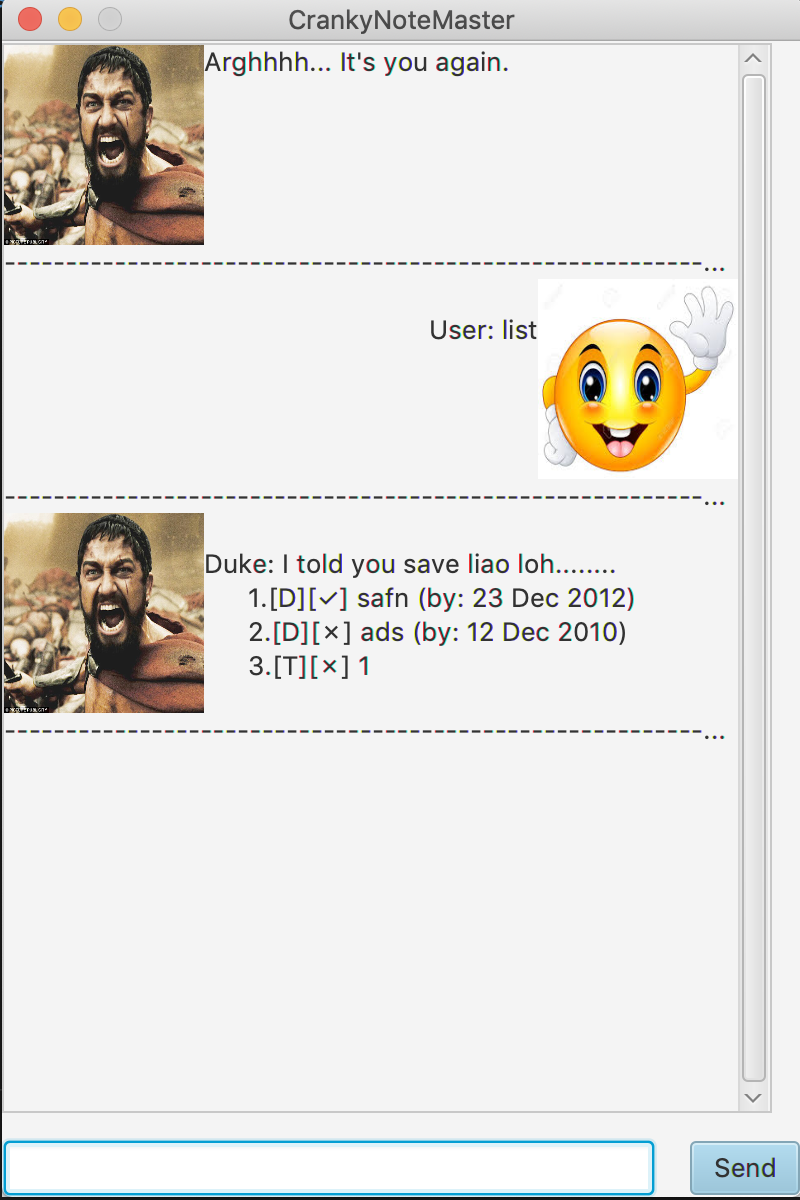 CrankyNoteMaster
Arghhhh... It's you again.
---------------------------------------------------------...
User: list
---------------------------------------------------------...
Duke: I told you save liao loh........
1.[D][✓] safn (by: 23 Dec 2012)
2.[D][✗] ads (by: 12 Dec 2010)
3.[T][✗] 1
---------------------------------------------------------...
Send